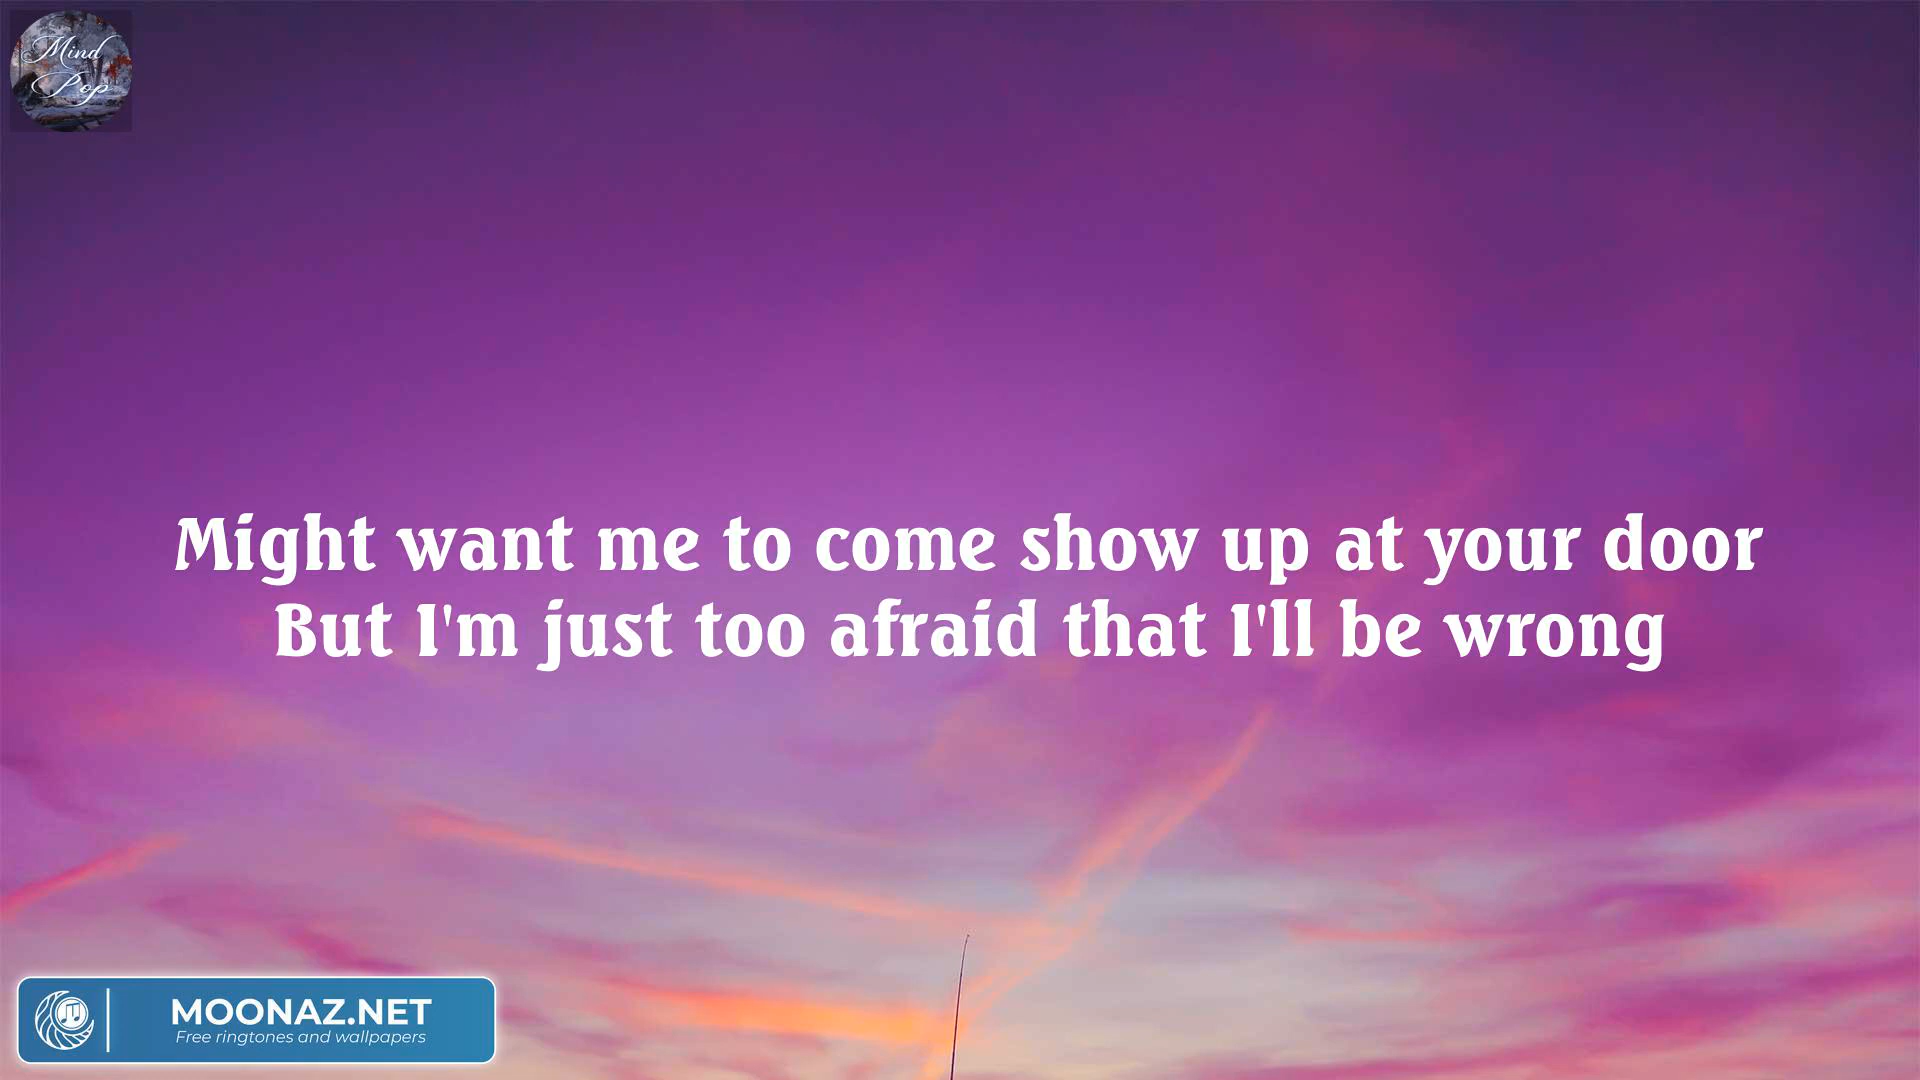 Mind
Pop
Might want me to come show up at your door
But I'm just too afraid that I'll be wrong
MOONAZ.NET
Free ringtones and wallpapers